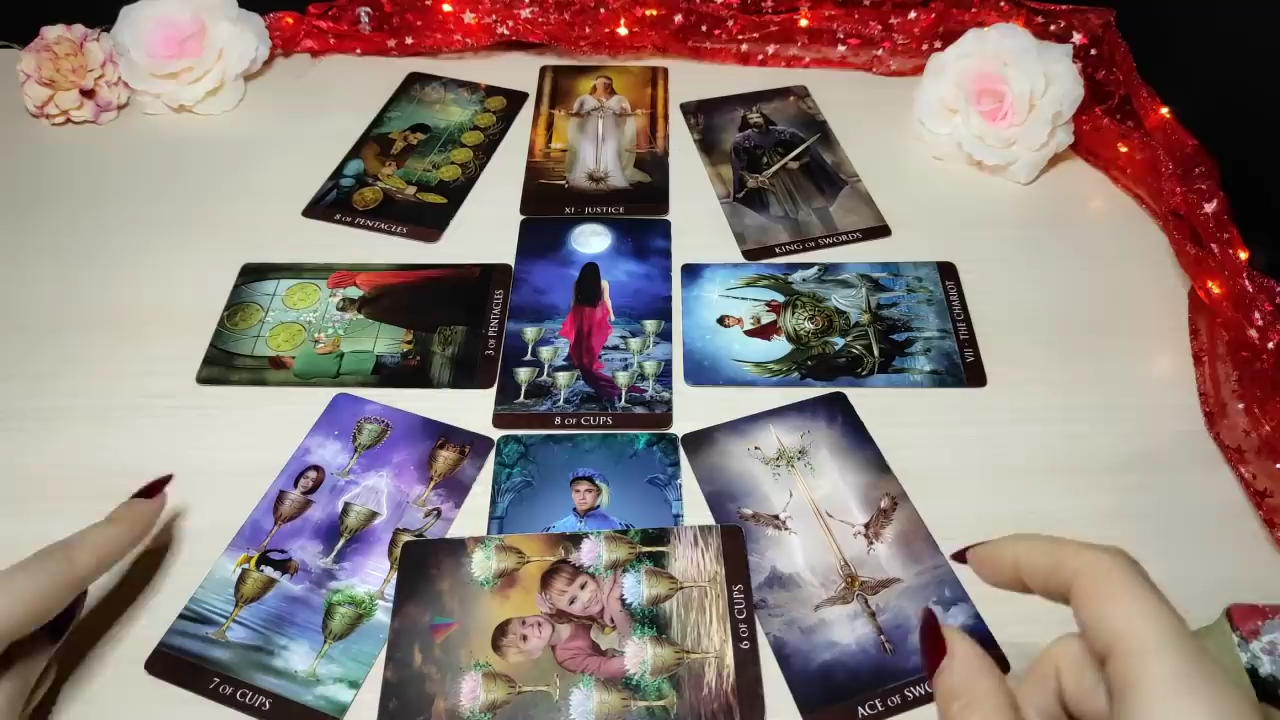 8 OF PENTACLES
XI - JUSTICE
KING OF SWORDS
3 OF PENTACLES
8 OF CUPS
VII - THE CHARIOT
7 OF CUPS
6 OF CUPS
ACE OF SWO